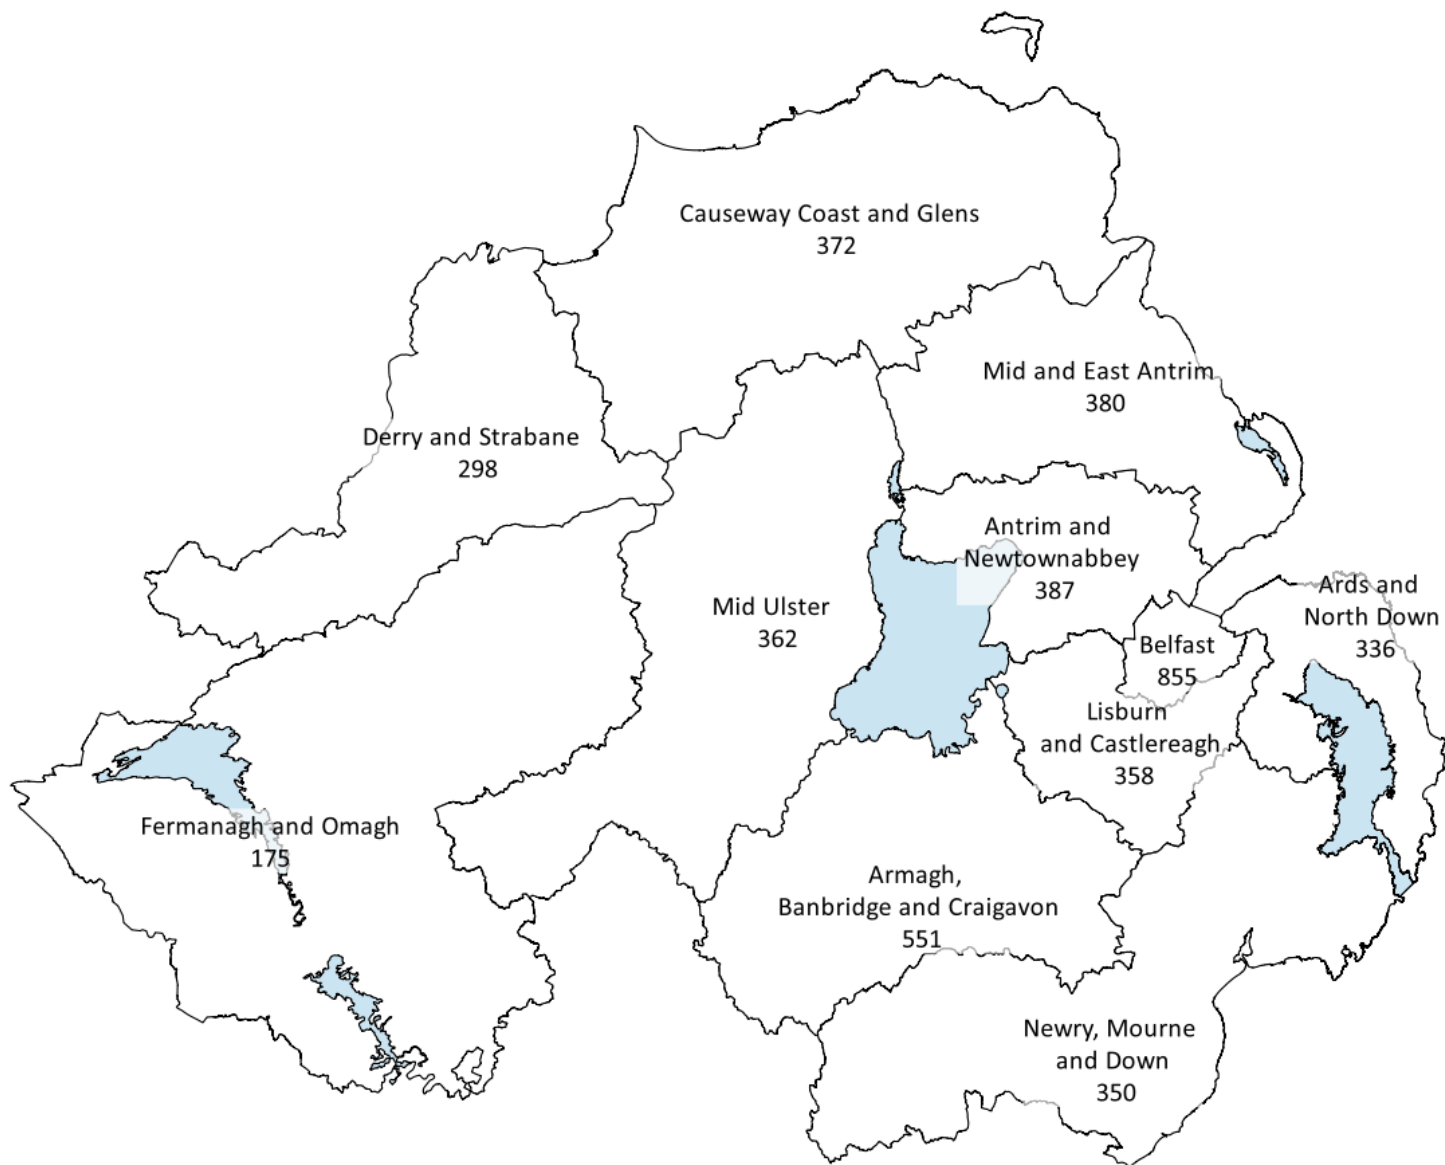 Causeway Coast and Glens
372
Mid and East Antrim
380
Derry and Strabane
298
Antrim and
Newtownabbey
387
Ards and
North Down
336
Mid Ulster
362
Belfast
855
Lisburn
and Castlereagh
358
Fermanagh and Omagh
175
Armagh,
Banbridge and Craigavon
551
Newry, Mourne
and Down
350